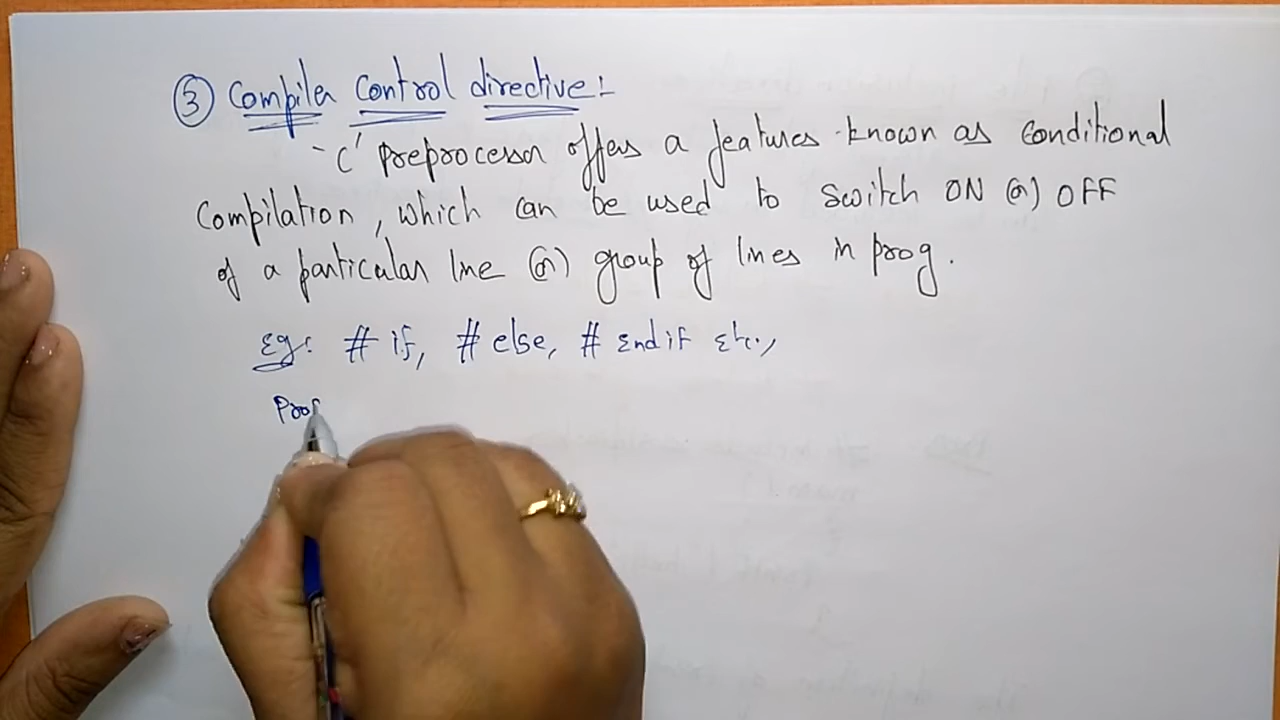 ③ Compiler Control directive:
'C' preprocessor offers a features known as Conditional
Compilation, which can be used to switch ON (or) OFF
of a particular line (or) group of lines in prog.
Eg: # if, # else, # Endif Etc.,
Prog